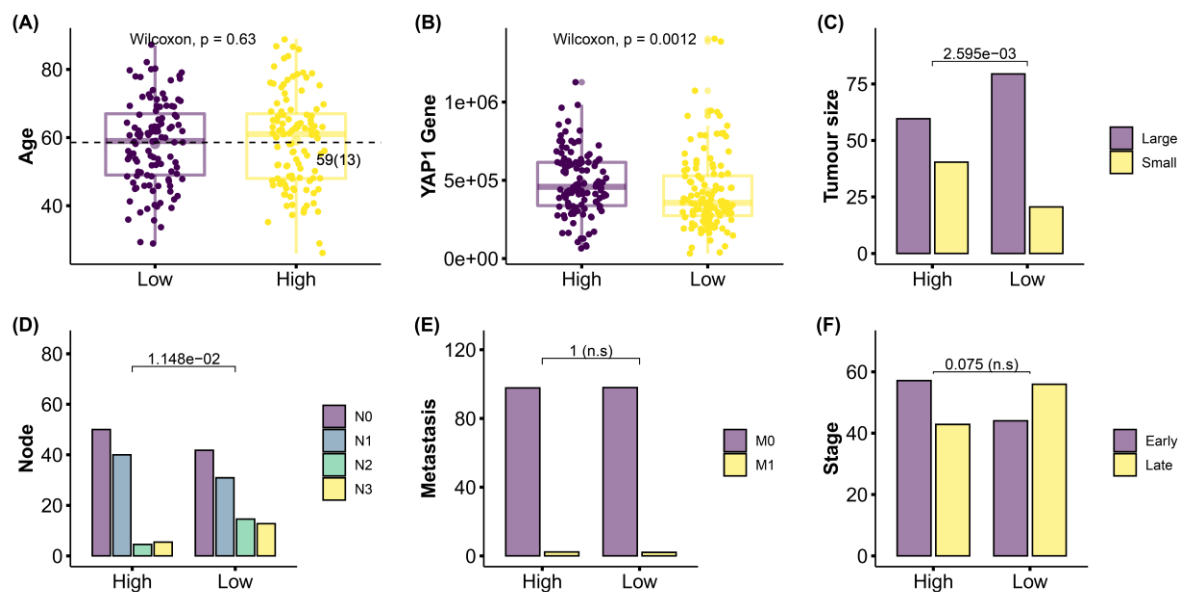 (A)
Wilcoxon, p = 0.63
Age
80
60
40
59(13)
Low
High
(B)
Wilcoxon, p = 0.0012
YAP1 Gene
1e+06
5e+05
0e+00
High
Low
(C)
2.595e−03
Tumour size
75
50
25
0
High
Low
Large
Small
(D)
1.148e−02
Node
80
60
40
20
0
High
Low
N0
N1
N2
N3
(E)
1 (n.s)
Metastasis
120
80
40
0
High
Low
M0
M1
(F)
0.075 (n.s)
Stage
60
40
20
0
High
Low
Early
Late